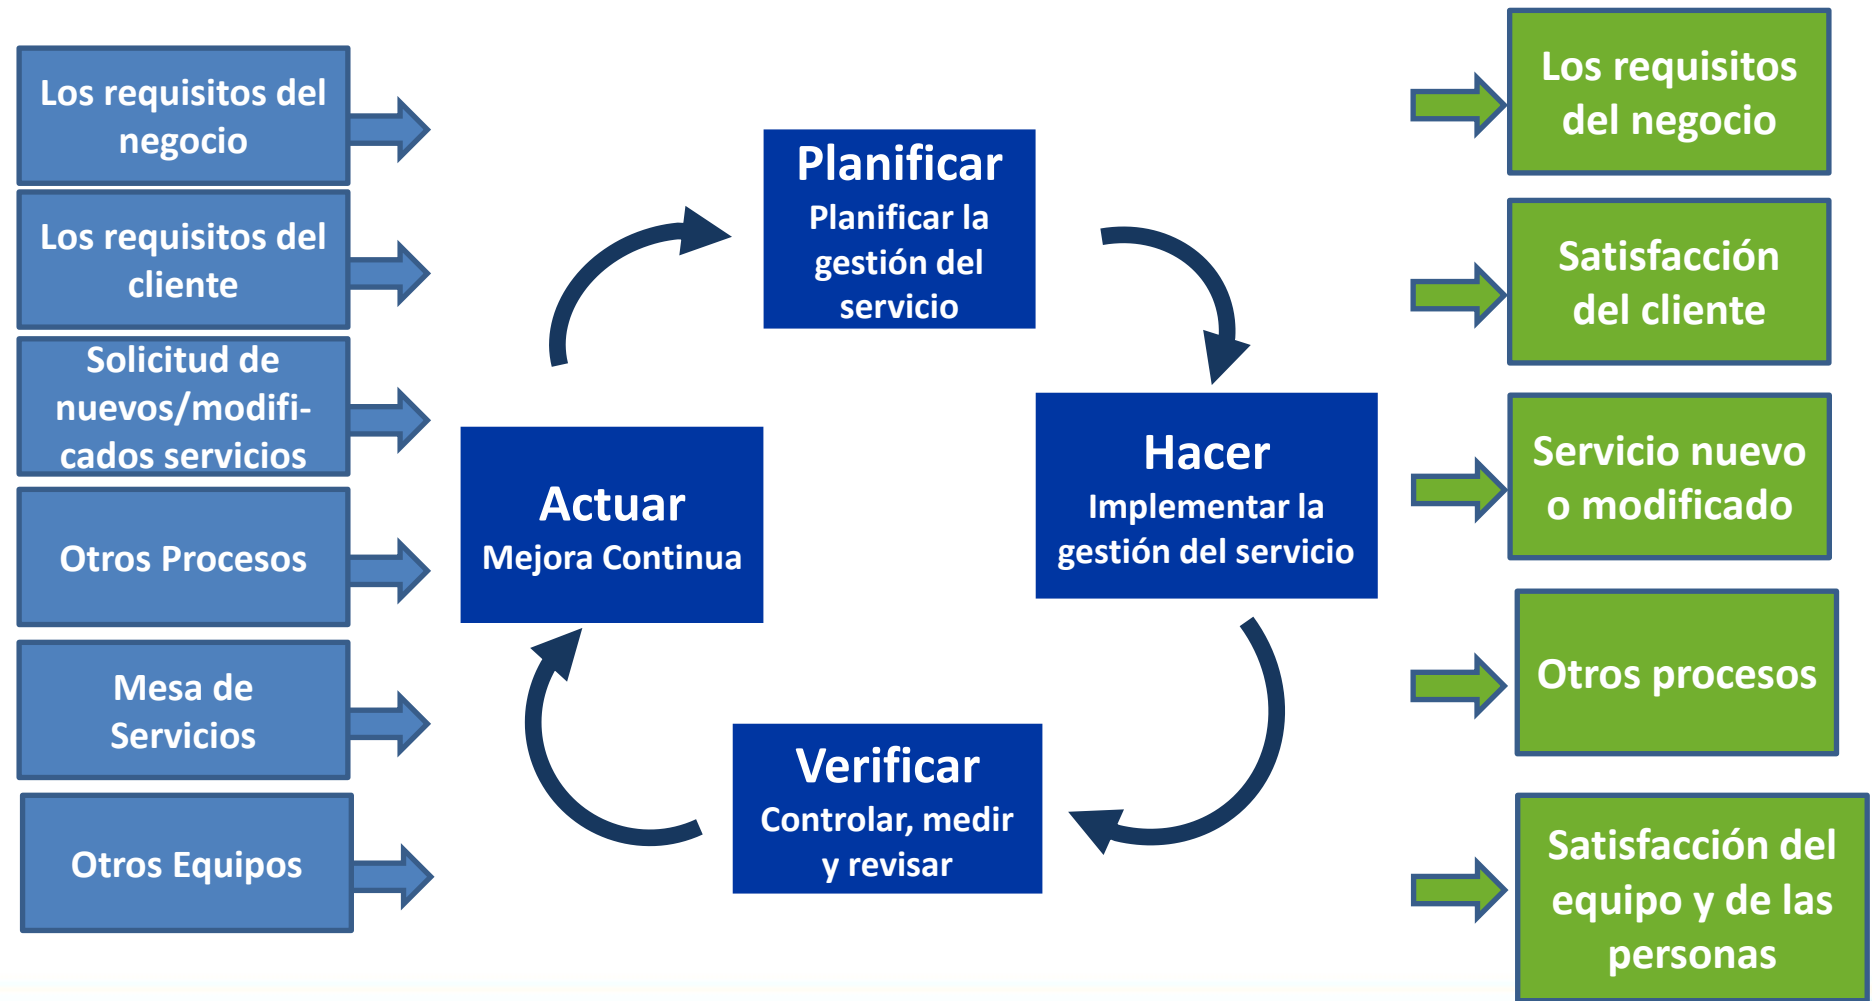 Los requisitos del
negocio
Los requisitos del
cliente
Solicitud de
nuevos/modifi-
cados servicios
Otros Procesos
Mesa de
Servicios
Otros Equipos
Planificar
Planificar la
gestión del
servicio
Hacer
Implementar la
gestión del servicio
Verificar
Controlar, medir
y revisar
Actuar
Mejora Continua
Los requisitos
del negocio
Satisfacción
del cliente
Servicio nuevo
o modificado
Otros procesos
Satisfacción del
equipo y de las
personas